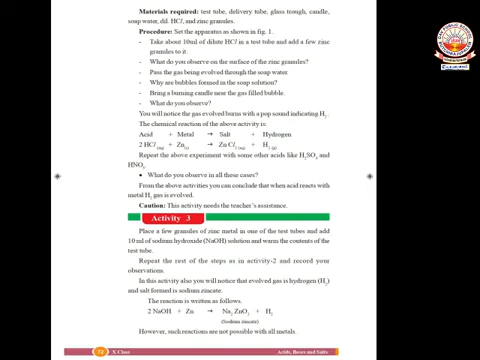 Materials required: test tube, delivery tube, glass trough, candle,
soap water, dil. HCl, and zinc granules.
Procedure: Set the apparatus as shown in fig. 1.
- Take about 10ml of dilute HCl in a test tube and add a few zinc
granules to it.
- What do you observe on the surface of the zinc granules?
- Pass the gas being evolved through the soap water.
- Why are bubbles formed in the soap solution?
- Bring a burning candle near the gas filled bubble.
- What do you observe?
You will notice the gas evolved burns with a pop sound indicating H₂.
The chemical reaction of the above activity is:
Acid + Metal → Salt + Hydrogen
2 HCl (aq) + Zn(s) → Zn Cl₂ (aq) + H₂ (g)
Repeat the above experiment with some other acids like H₂SO₄ and
HNO₃.
• What do you observe in all these cases?
From the above activities you can conclude that when acid reacts with
metal H₂ gas is evolved.
Caution: This activity needs the teacher's assistance.
Activity 3
Place a few granules of zinc metal in one of the test tubes and add
10 ml of sodium hydroxide (NaOH) solution and warm the contents of the
test tube.
Repeat the rest of the steps as in activity-2 and record your
observations.
In this activity also you will notice that evolved gas is hydrogen (H₂)
and salt formed is sodium zincate.
The reaction is written as follows.
2 NaOH + Zn → Na₂ ZnO₂ + H₂
(Sodium zincate)
However, such reactions are not possible with all metals.
72 X Class Acids, Bases and Salts